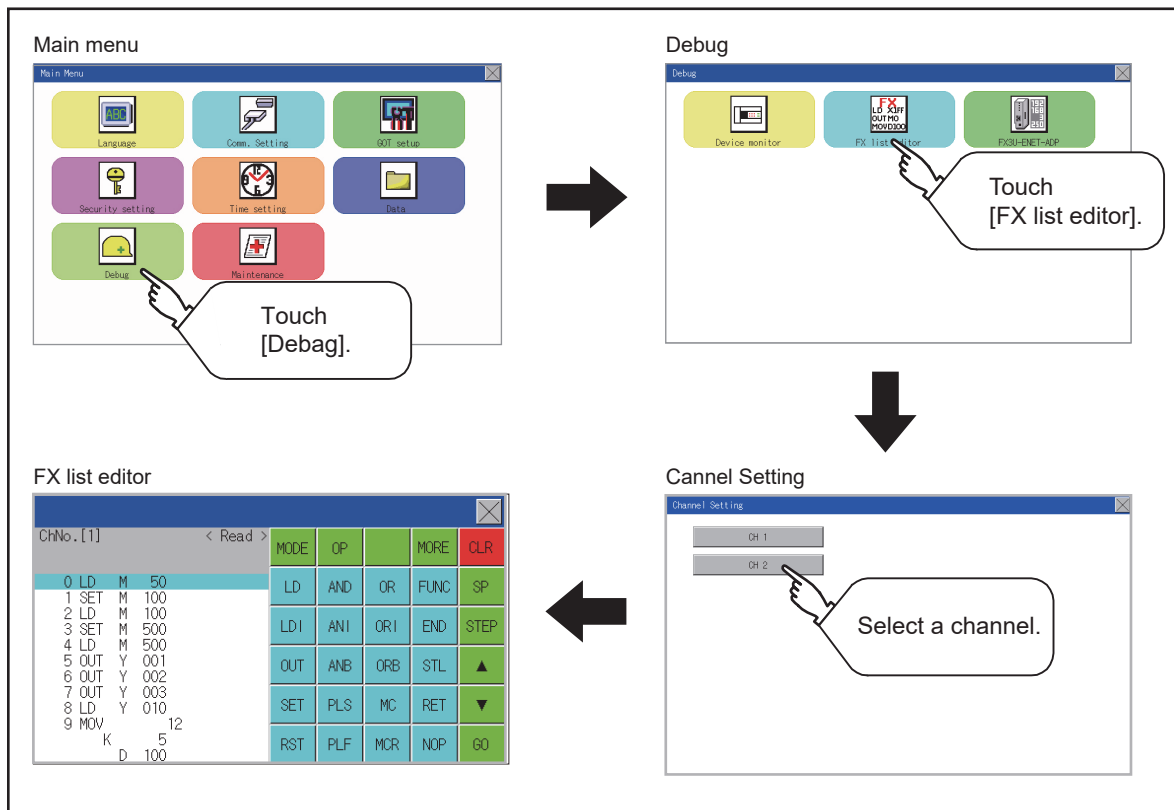 Main menu
Main Menu
Language
Comm. Setting
GOT setup
Security setting
Time setting
Data
Debug
Maintenance
Touch
[Debag].
Debug
Debug
Device monitor
FX list editor
FX3U-ENET-ADP
Touch
[FX list editor].
Cannel Setting
Channel Setting
CH 1
CH 2
Select a channel.
FX list editor
ChNo.[1] < Read >
0 LD M 50
1 SET M 100
2 LD M 100
3 SET M 500
4 LD M 500
5 OUT Y 001
6 OUT Y 002
7 OUT Y 003
8 LD Y 010
9 MOV 12
K 5
D 100
MODE OP MORE CLR
LD AND OR FUNC SP
LDI ANI ORI END STEP
OUT ANB ORB STL ▲
SET PLS MC RET ▼
RST PLF MCR NOP GO